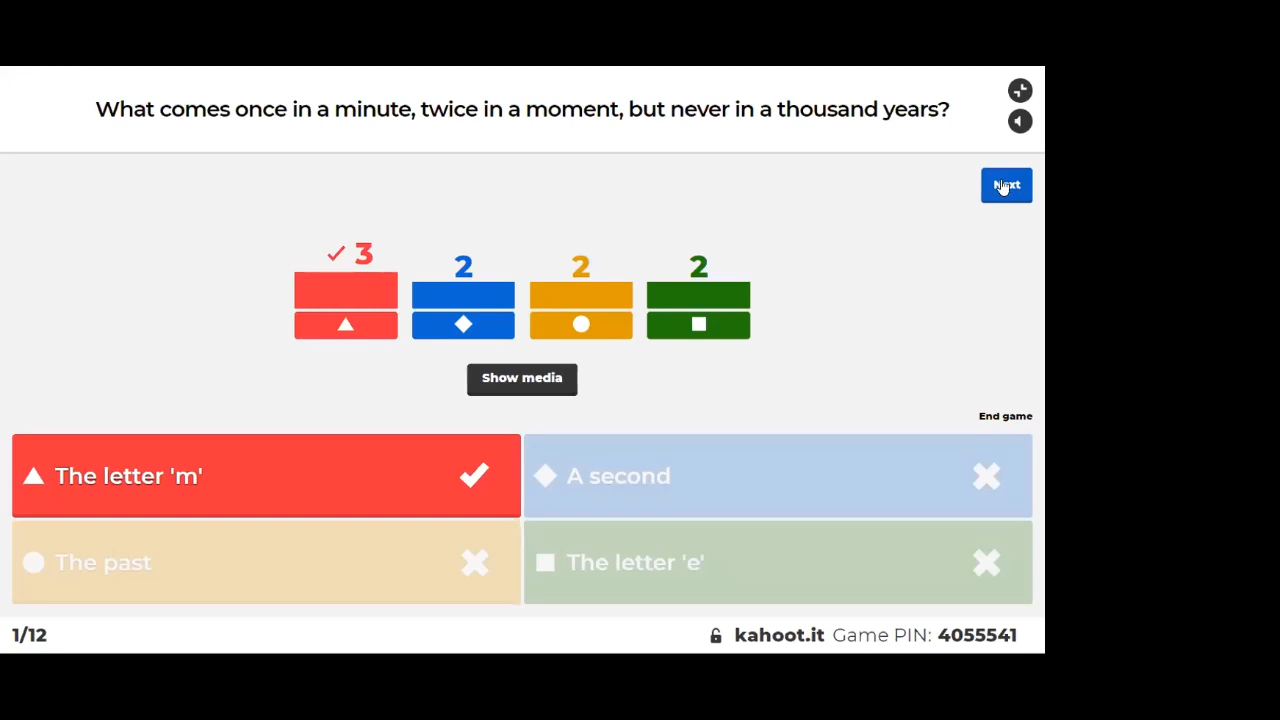 What comes once in a minute, twice in a moment, but never in a thousand years?
Next
3
2
2
2
Show media
End game
The letter 'm'
A second
The past
The letter 'e'
1/12
kahoot.it Game PIN: 4055541